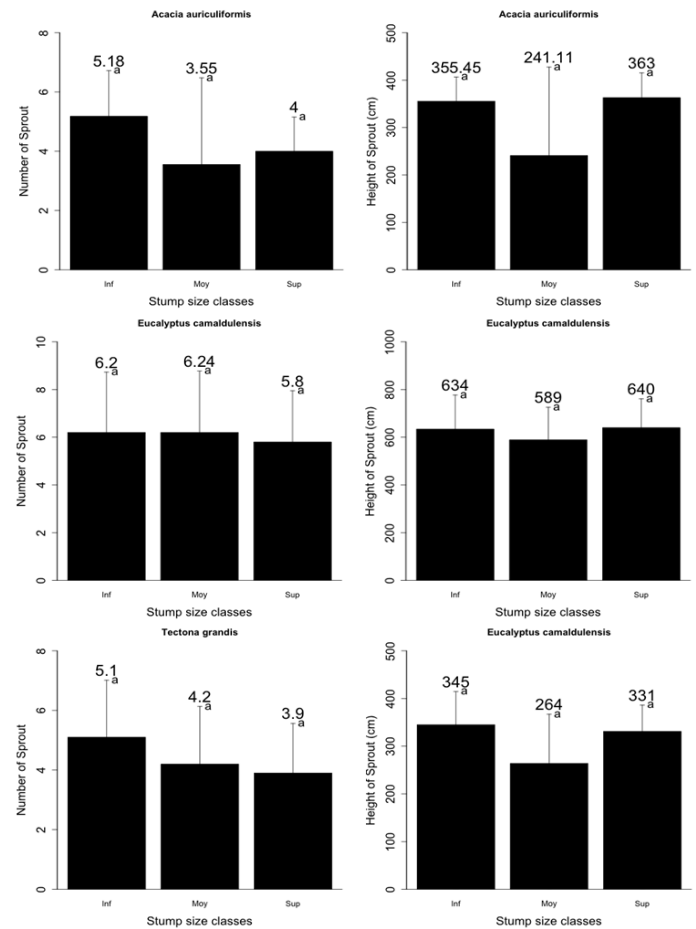 Acacia auriculiformis
Number of Sprout
0 2 4 6 8
5.18
a
3.55
a
4
a
Inf Moy Sup
Stump size classes
Acacia auriculiformis
Height of Sprout (cm)
0 100 200 300 400 500
355.45
a
241.11
a
363
a
Inf Moy Sup
Stump size classes
Eucalyptus camaldulensis
Number of Sprout
0 2 4 6 8 10
6.2
a
6.24
a
5.8
a
Inf Moy Sup
Stump size classes
Eucalyptus camaldulensis
Height of Sprout (cm)
0 200 400 600 800 1000
634
a
589
a
640
a
Inf Moy Sup
Stump size classes
Tectona grandis
Number of Sprout
0 2 4 6 8
5.1
a
4.2
a
3.9
a
Inf Moy Sup
Stump size classes
Eucalyptus camaldulensis
Height of Sprout (cm)
0 100 200 300 400 500
345
a
264
a
331
a
Inf Moy Sup
Stump size classes